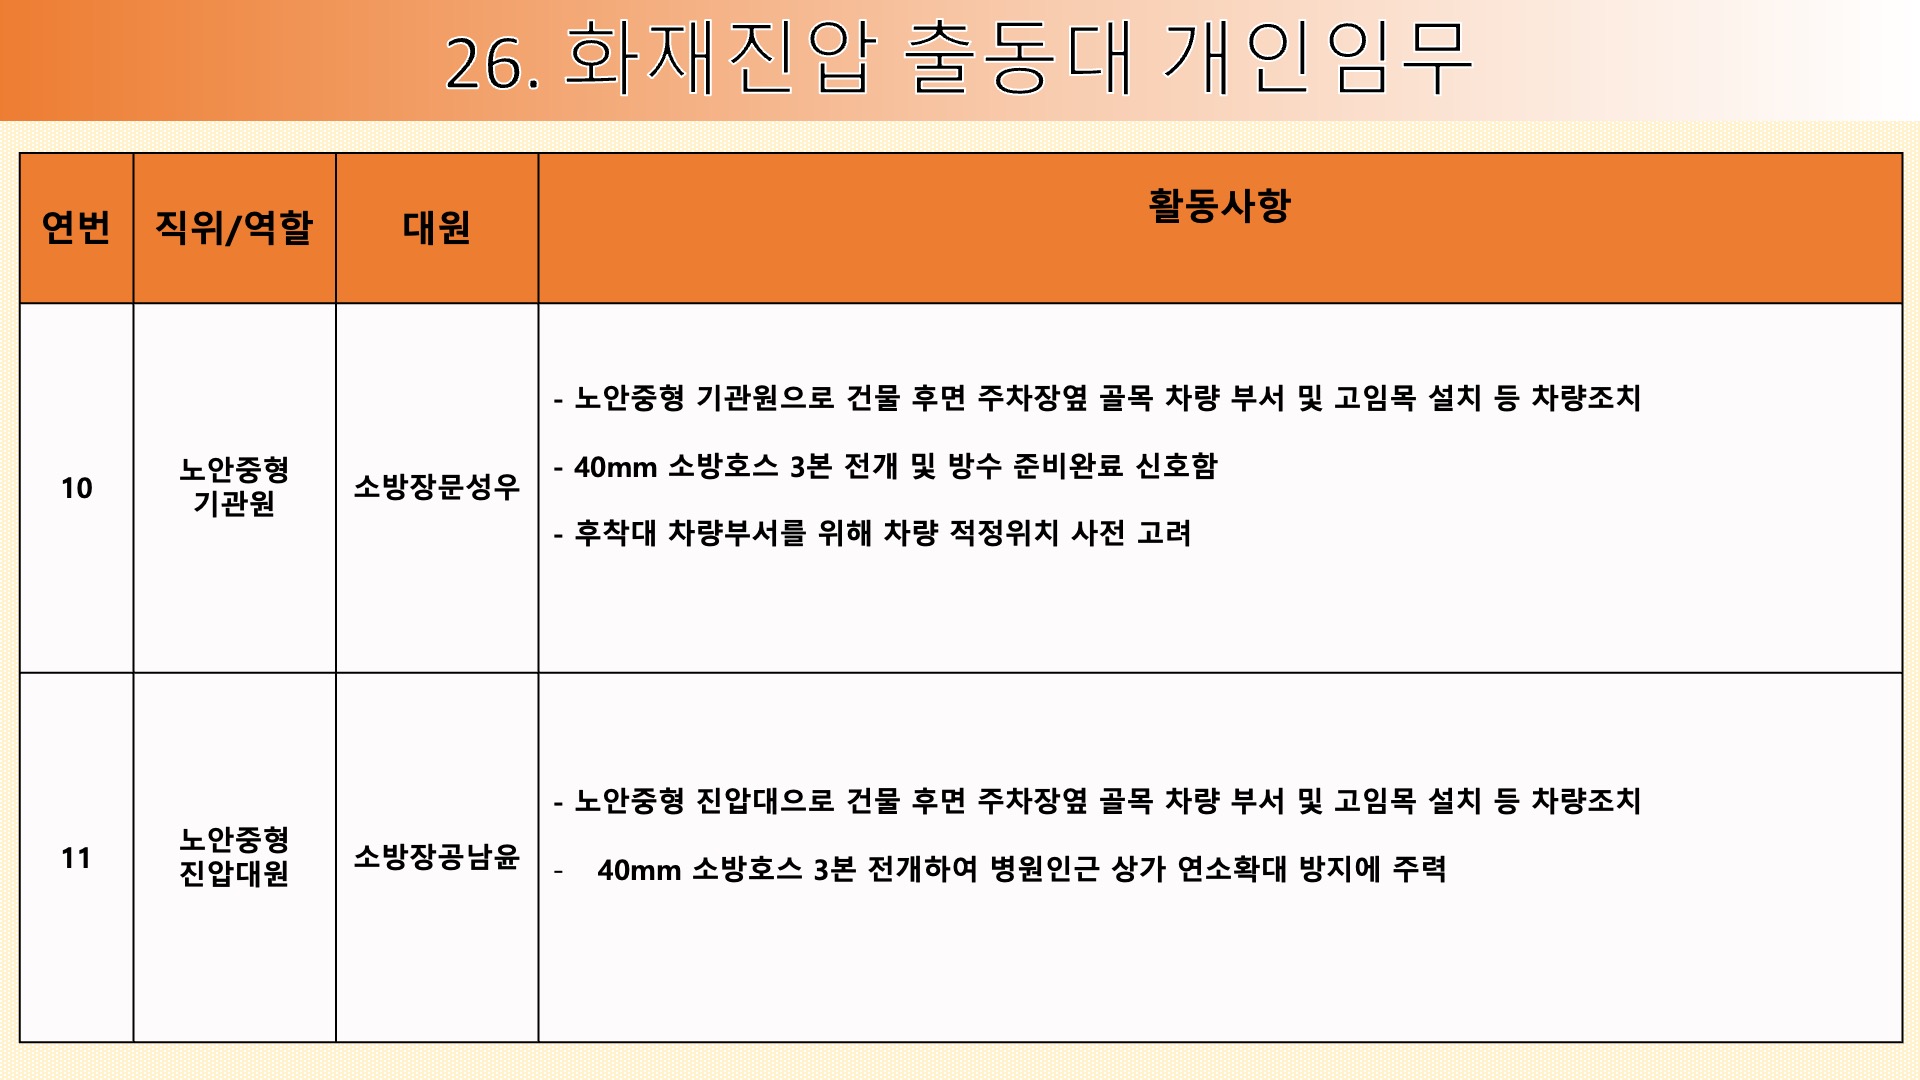 26. 화재진압 출동대 개인임무
연번 직위/역할 대원 활동사항
10
노안중형
기관원
소방장문성우
- 노안중형 기관원으로 건물 후면 주차장옆 골목 차량 부서 및 고임목 설치 등 차량조치
- 40mm 소방호스 3본 전개 및 방수 준비완료 신호함
- 후착대 차량부서를 위해 차량 적정위치 사전 고려
11
노안중형
진압대원
소방장공남윤
- 노안중형 진압대으로 건물 후면 주차장옆 골목 차량 부서 및 고임목 설치 등 차량조치
- 40mm 소방호스 3본 전개하여 병원인근 상가 연소확대 방지에 주력